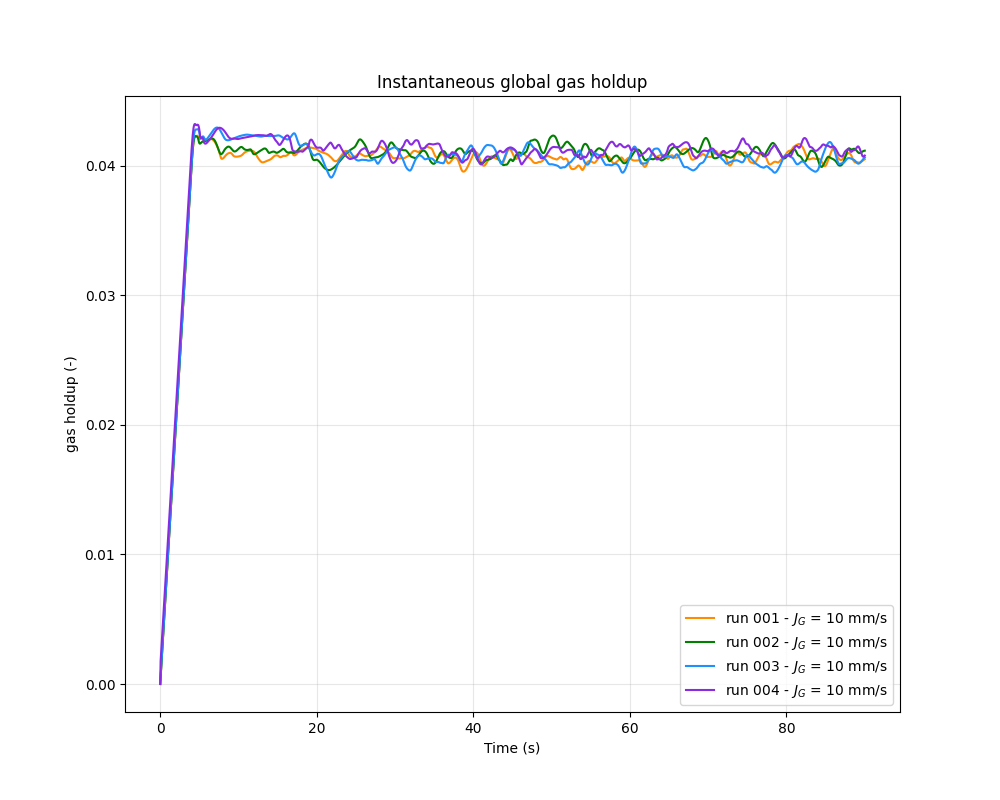 Instantaneous global gas holdup
gas holdup (-)
0.04
0.03
0.02
0.01
0.00
0 20 40 60 80
Time (s)
run 001 - J_G = 10 mm/s
run 002 - J_G = 10 mm/s
run 003 - J_G = 10 mm/s
run 004 - J_G = 10 mm/s